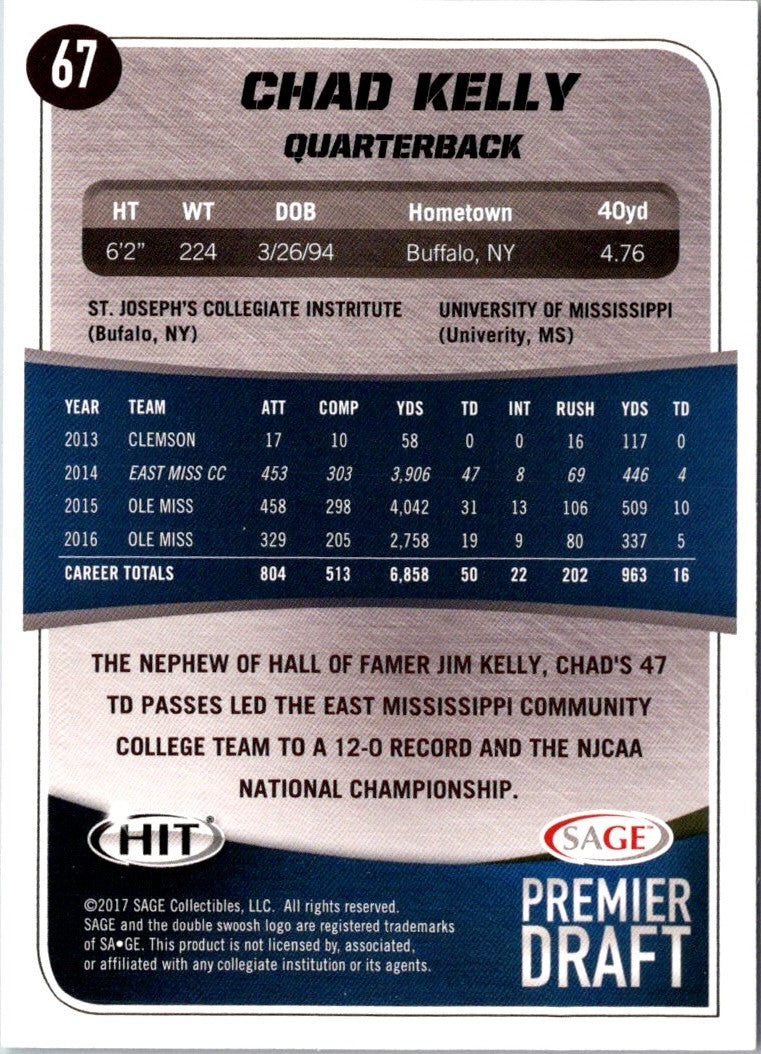 67
CHAD KELLY
QUARTERBACK
HT WT DOB Hometown 40yd
6'2" 224 3/26/94 Buffalo, NY 4.76
ST. JOSEPH'S COLLEGIATE INSTRITUTE UNIVERSITY OF MISSISSIPPI
(Bufalo, NY) (Univerity, MS)
YEAR TEAM ATT COMP YDS TD INT RUSH YDS TD
2013 CLEMSON 17 10 58 0 0 16 117 0
2014 EAST MISS CC 453 303 3,906 47 8 69 446 4
2015 OLE MISS 458 298 4,042 31 13 106 509 10
2016 OLE MISS 329 205 2,758 19 9 80 337 5
CAREER TOTALS 804 513 6,858 50 22 202 963 16
THE NEPHEW OF HALL OF FAMER JIM KELLY, CHAD'S 47
TD PASSES LED THE EAST MISSISSIPPI COMMUNITY
COLLEGE TEAM TO A 12-0 RECORD AND THE NJCAA
NATIONAL CHAMPIONSHIP.
HIT® SAGE™
©2017 SAGE Collectibles, LLC. All rights reserved.
SAGE and the double swoosh logo are registered trademarks
of SA•GE. This product is not licensed by, associated,
or affiliated with any collegiate institution or its agents.
PREMIER
DRAFT